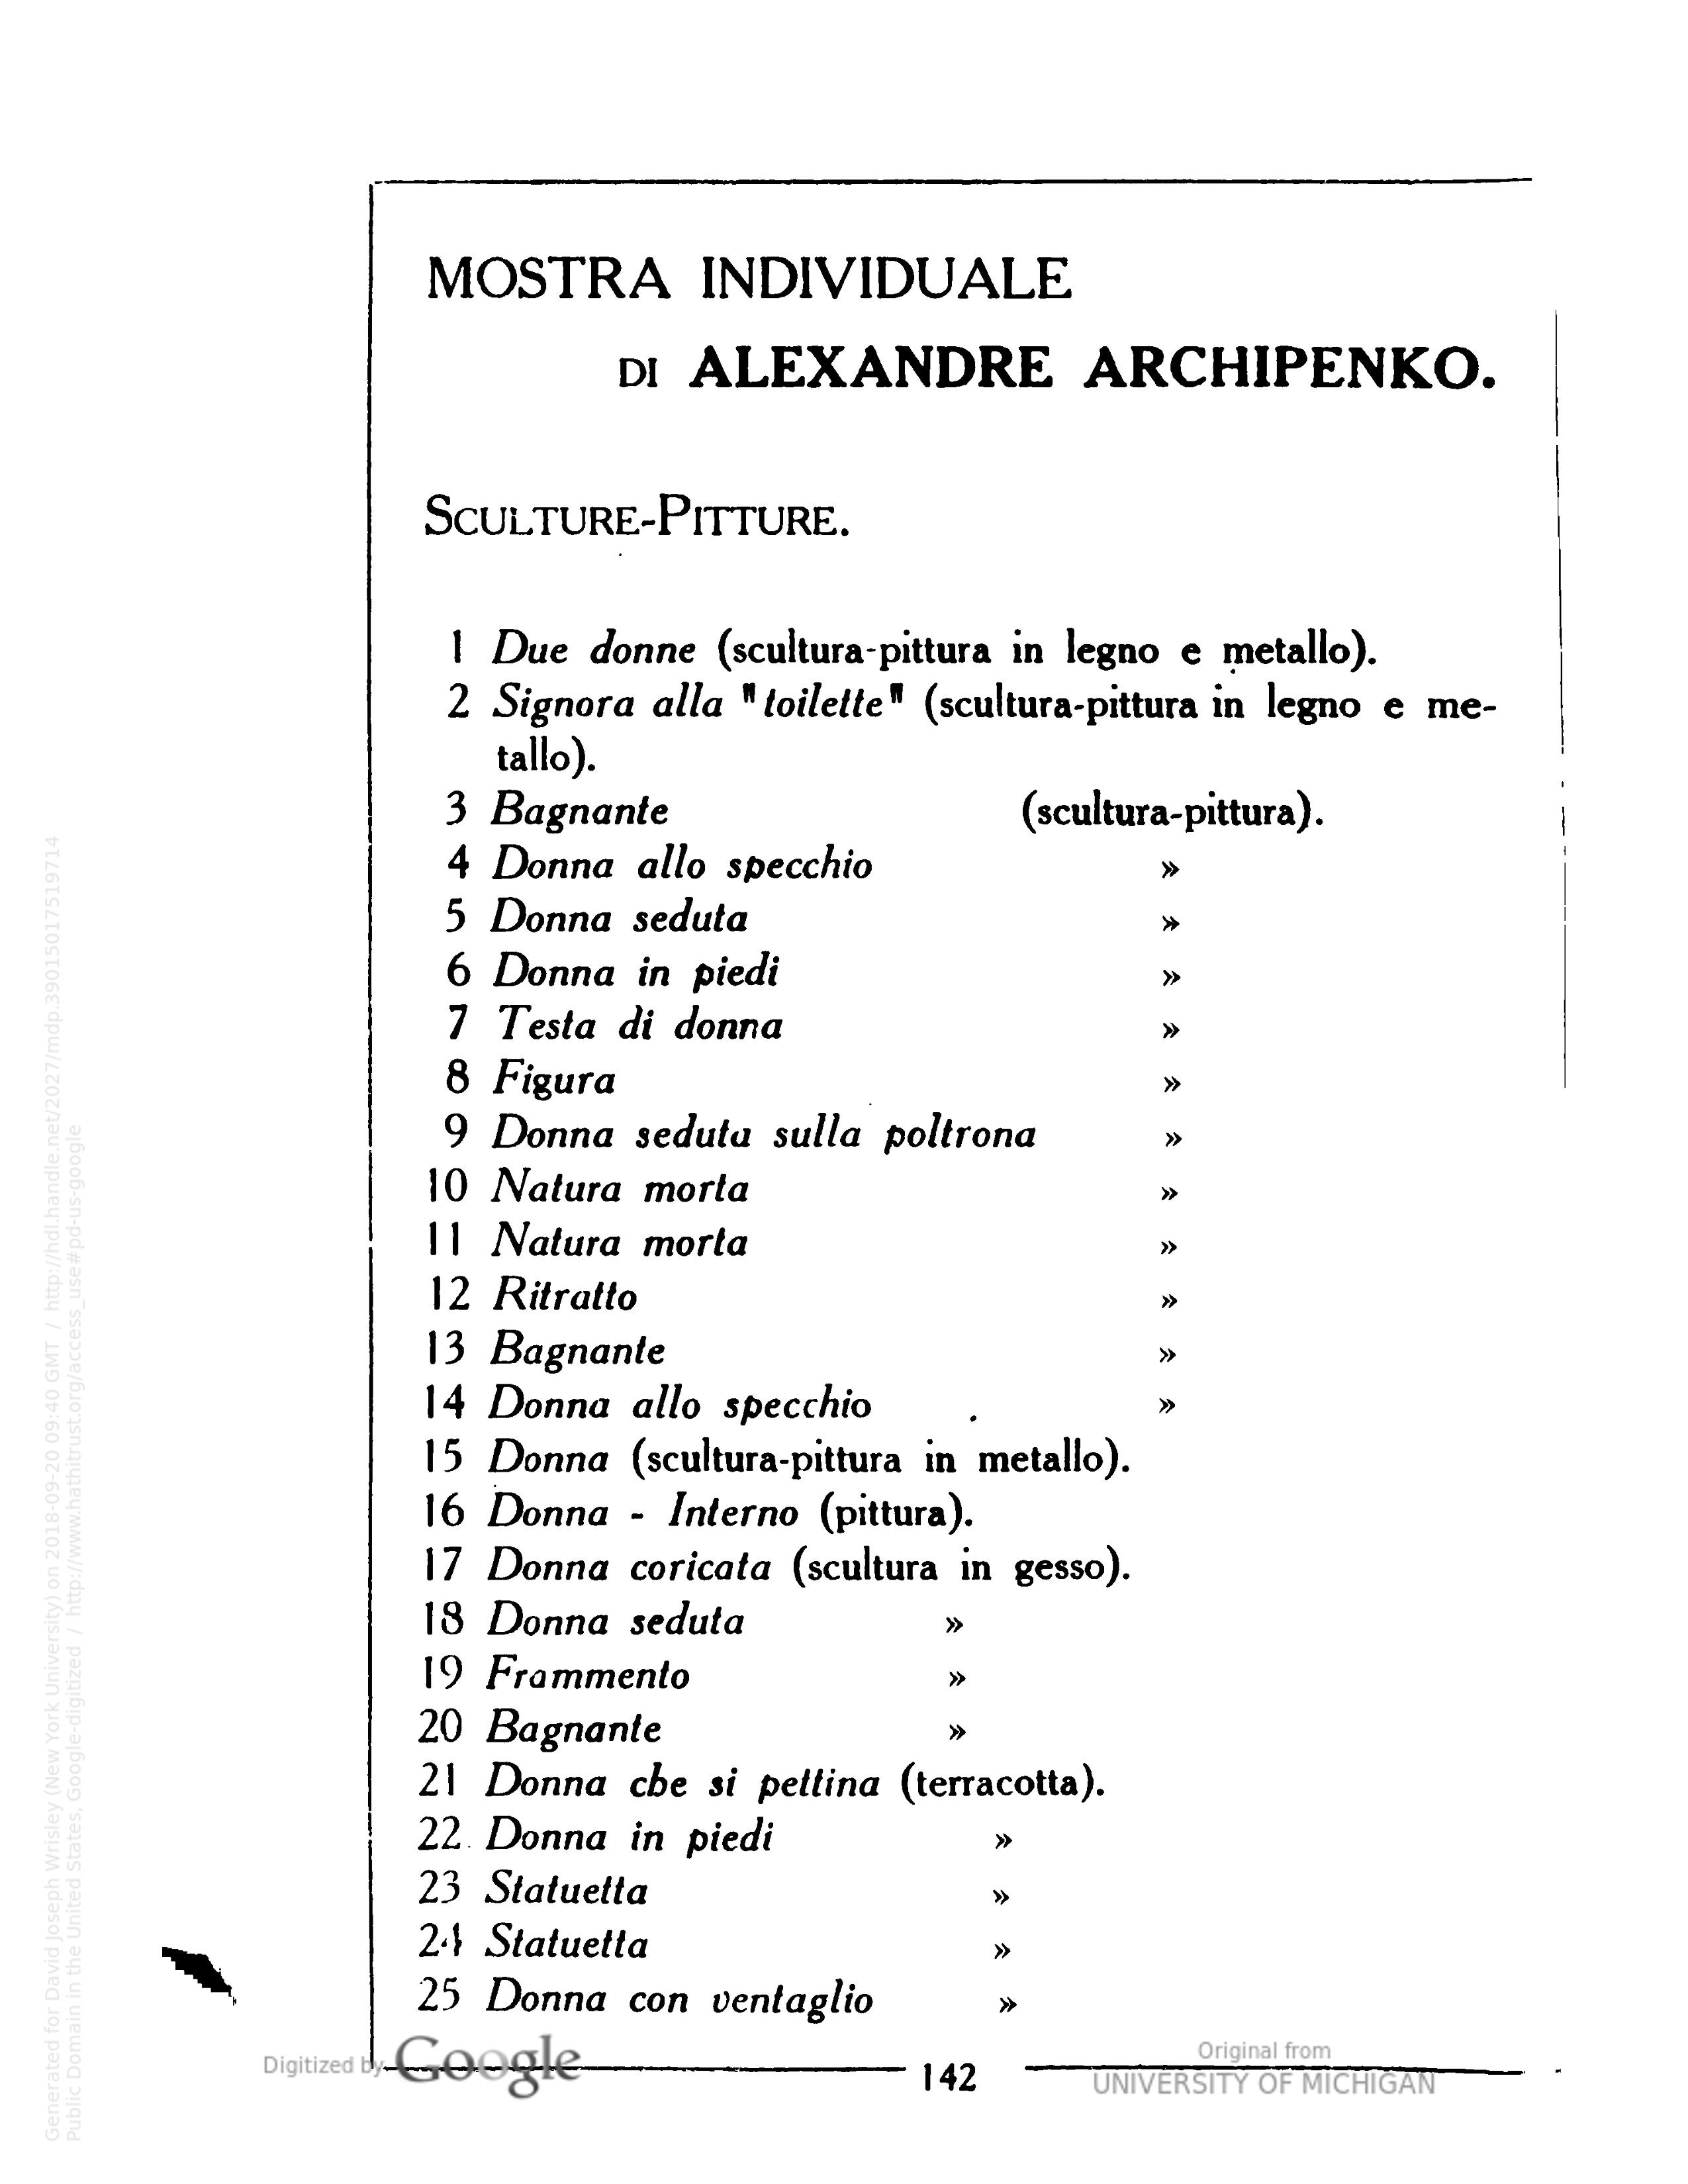 MOSTRA INDIVIDUALE
DI ALEXANDRE ARCHIPENKO.
SCULTURE-PITTURE.
1 Due donne (scultura-pittura in legno e metallo).
2 Signora alla "toilette" (scultura-pittura in legno e me-
tallo).
3 Bagnante (scultura-pittura).
4 Donna allo specchio »
5 Donna seduta »
6 Donna in piedi »
7 Testa di donna »
8 Figura »
9 Donna seduta sulla poltrona »
10 Natura morta »
11 Natura morta »
12 Ritratto »
13 Bagnante »
14 Donna allo specchio »
15 Donna (scultura-pittura in metallo).
16 Donna - Interno (pittura).
17 Donna coricata (scultura in gesso).
18 Donna seduta »
19 Frammento »
20 Bagnante »
21 Donna che si pettina (terracotta).
22 Donna in piedi »
23 Statuetta »
24 Statuetta »
25 Donna con ventaglio »
142
Digitized by Google
Original from
UNIVERSITY OF MICHIGAN
Generated for David Joseph Wrisley (New York University) on 2018-09-20 09:40 GMT / http://hdl.handle.net/2027/mdp.39015017519714
Public Domain in the United States, Google-digitized / http://www.hathitrust.org/access_use#pd-us-google